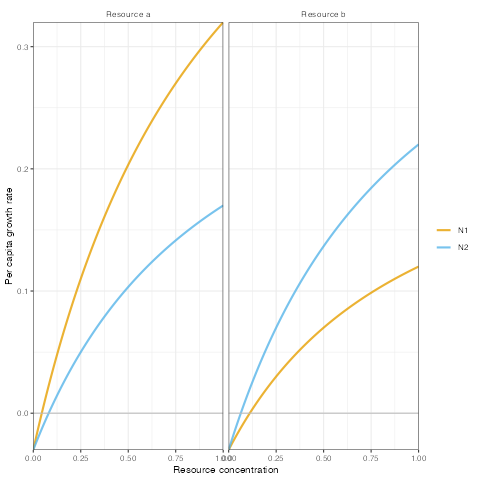 Resource a
Resource b
0.3
0.2
0.1
0.0
Per capita growth rate
0.00
0.25
0.50
0.75
1.00
0.00
0.25
0.50
0.75
1.00
Resource concentration
N1
N2